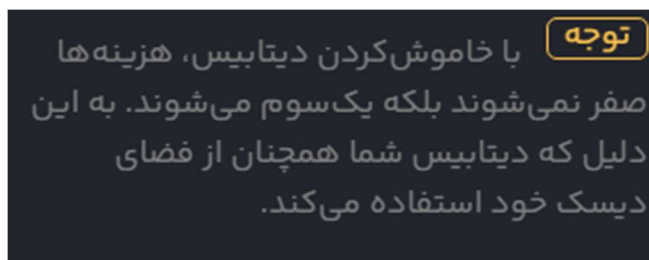 توجه با خاموش‌کردن دیتابیس، هزینه‌ها
صفر نمی‌شوند بلکه یک‌سوم می‌شوند. به این
دلیل که دیتابیس شما همچنان از فضای
دیسک خود استفاده می‌کند.